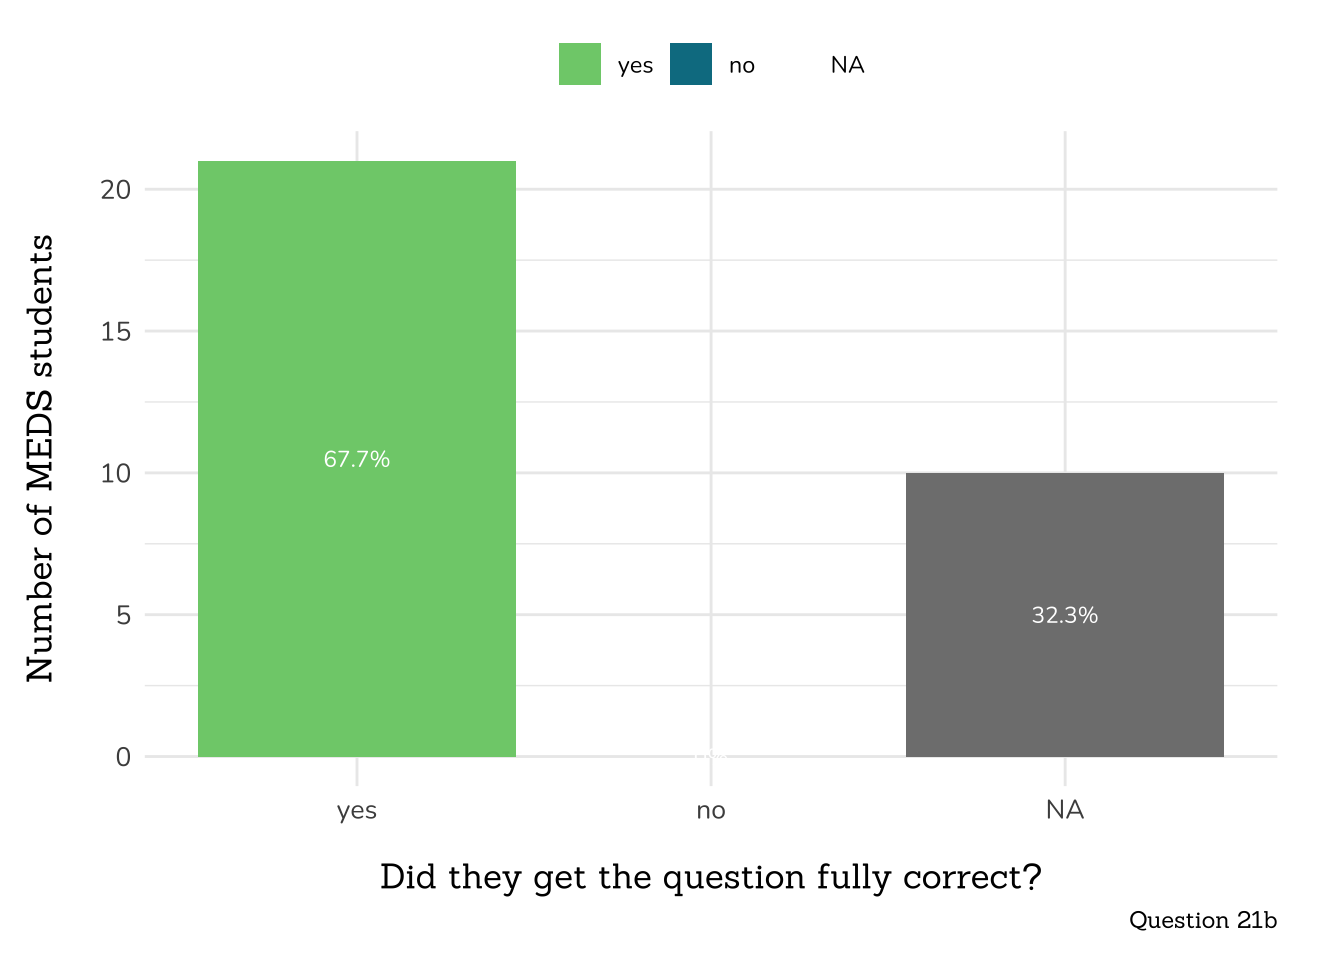 yes no NA
Number of MEDS students
20
15
10
5
0
67.7%
32.3%
yes no NA
Did they get the question fully correct?
Question 21b